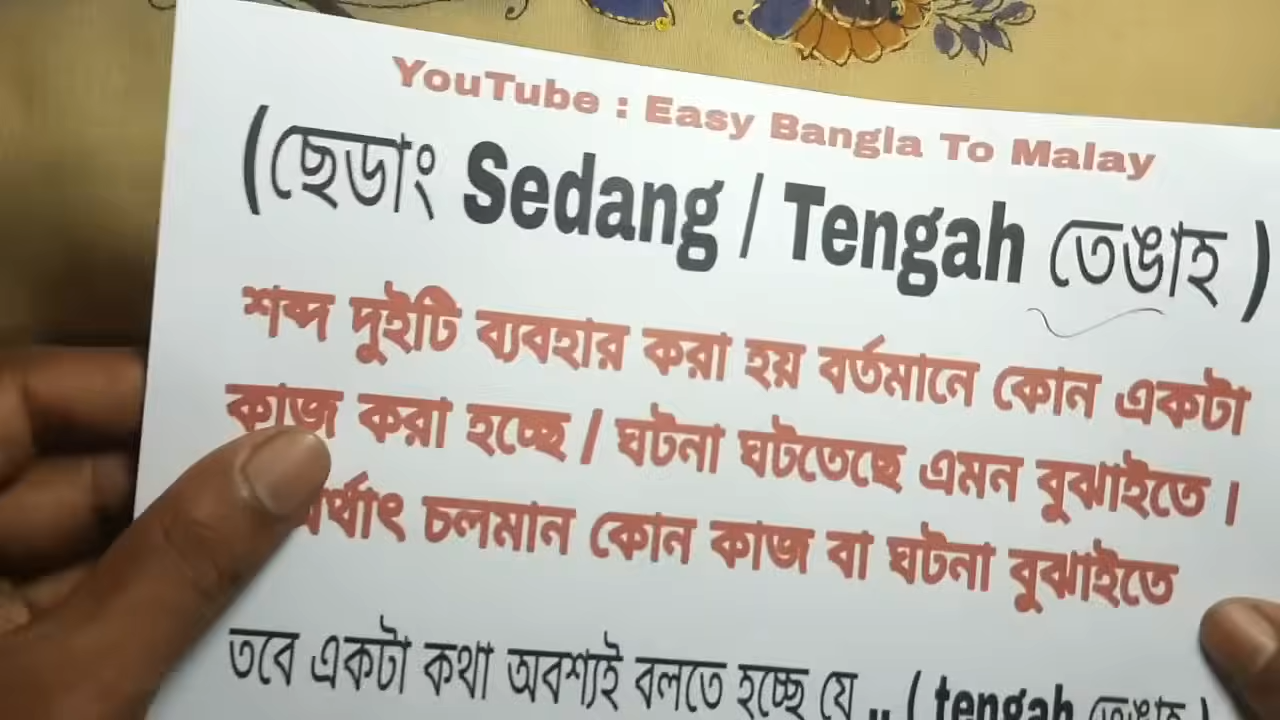 YouTube : Easy Bangla To Malay
(ছেডাং Sedang / Tengah তেঙাহ )
শব্দ দুইটি ব্যবহার করা হয় বর্তমানে কোন একটা
কাজ করা হচ্ছে / ঘটনা ঘটতেছে এমন বুঝাইতে ।
অর্থাৎ চলমান কোন কাজ বা ঘটনা বুঝাইতে
তবে একটা কথা অবশ্যই বলতে হচ্ছে যে .. ( tengah তেঙাহ )